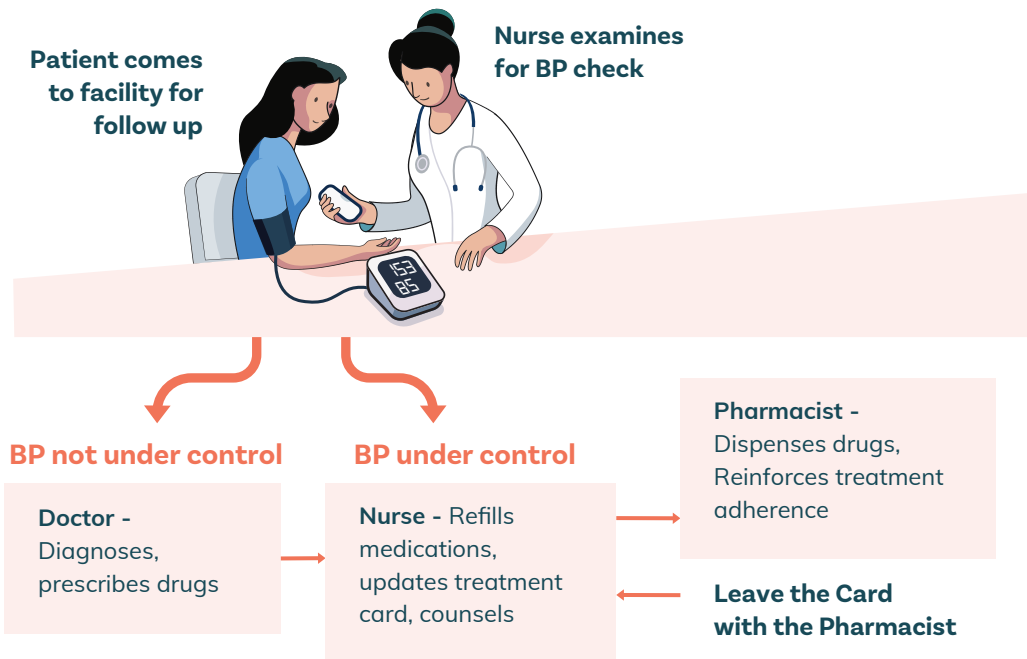 Patient comes
to facility for
follow up
Nurse examines
for BP check
153
85
BP not under control
Doctor -
Diagnoses,
prescribes drugs
BP under control
Nurse - Refills
medications,
updates treatment
card, counsels
Pharmacist -
Dispenses drugs,
Reinforces treatment
adherence
Leave the Card
with the Pharmacist